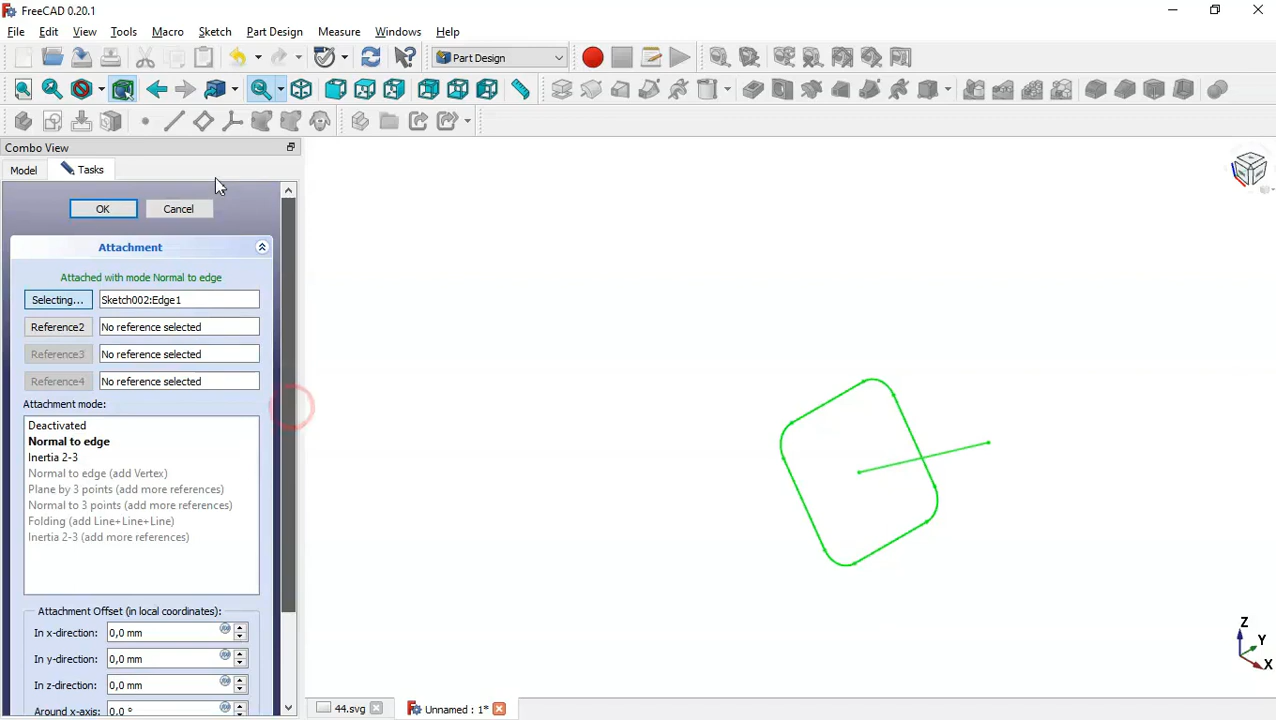 FreeCAD 0.20.1
File Edit View Tools Macro Sketch Part Design Measure Windows Help
Part Design
Combo View
Model Tasks
OK Cancel
Attachment
Attached with mode Normal to edge
Selecting... Sketch002:Edge1
Reference2 No reference selected
Reference3 No reference selected
Reference4 No reference selected
Attachment mode:
Deactivated
Normal to edge
Inertia 2-3
Normal to edge (add Vertex)
Plane by 3 points (add more references)
Normal to 3 points (add more references)
Folding (add Line+Line+Line)
Inertia 2-3 (add more references)
Attachment Offset (in local coordinates):
In x-direction: 0,0 mm
In y-direction: 0,0 mm
In z-direction: 0,0 mm
Around x-axis: 0,0 °
Z
Y
X
44.svg Unnamed : 1*